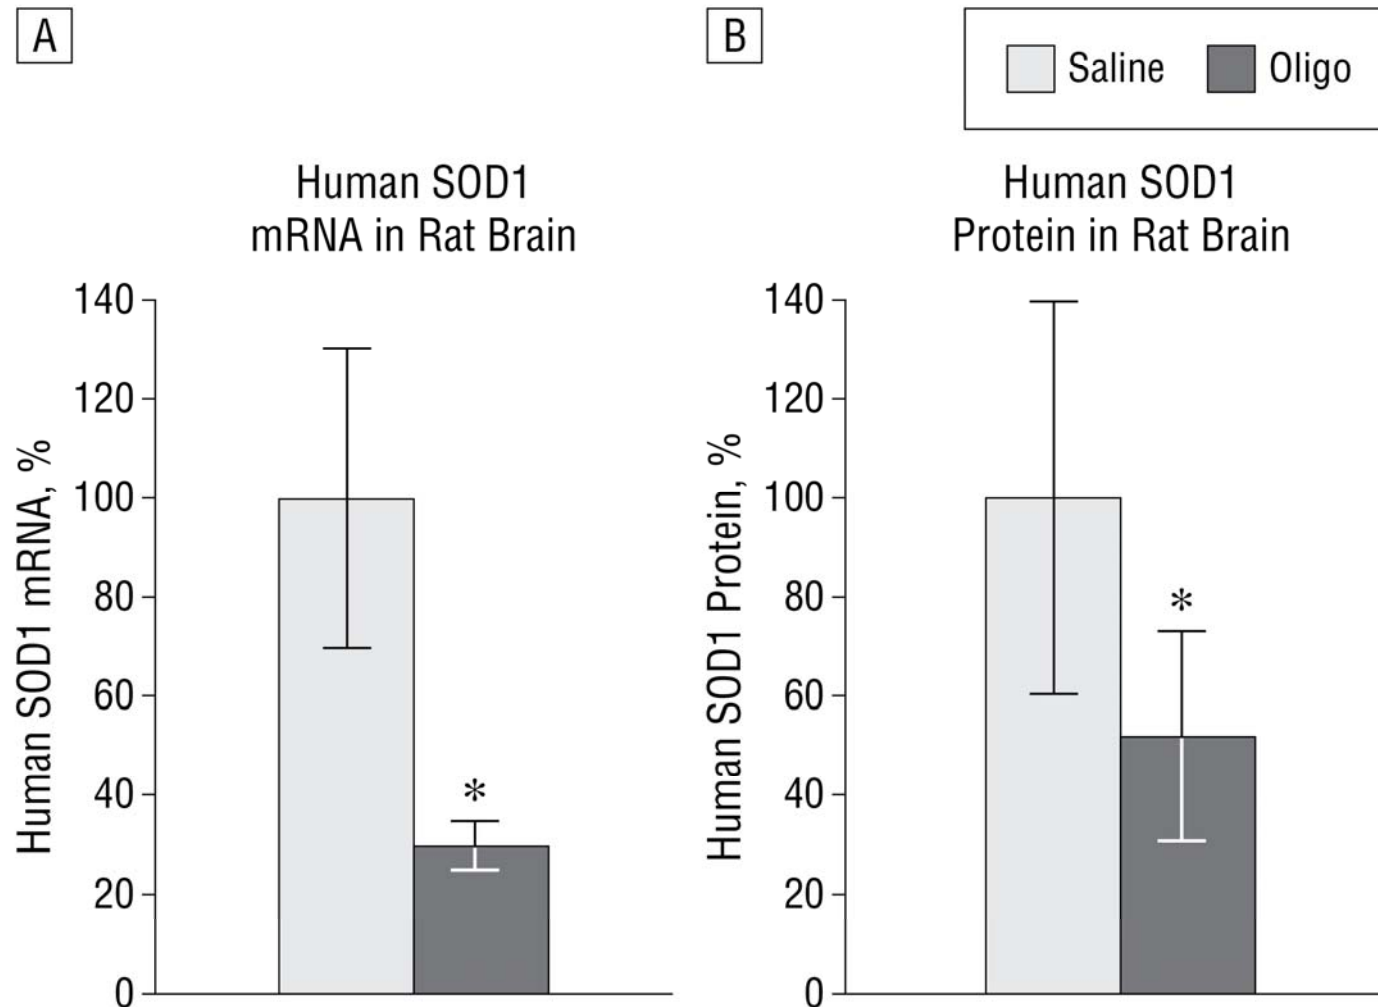 A
B
Saline
Oligo
Human SOD1
mRNA in Rat Brain
Human SOD1 mRNA, %
140
120
100
80
60
40
20
0
*
Human SOD1
Protein in Rat Brain
Human SOD1 Protein, %
140
120
100
80
60
40
20
0
*